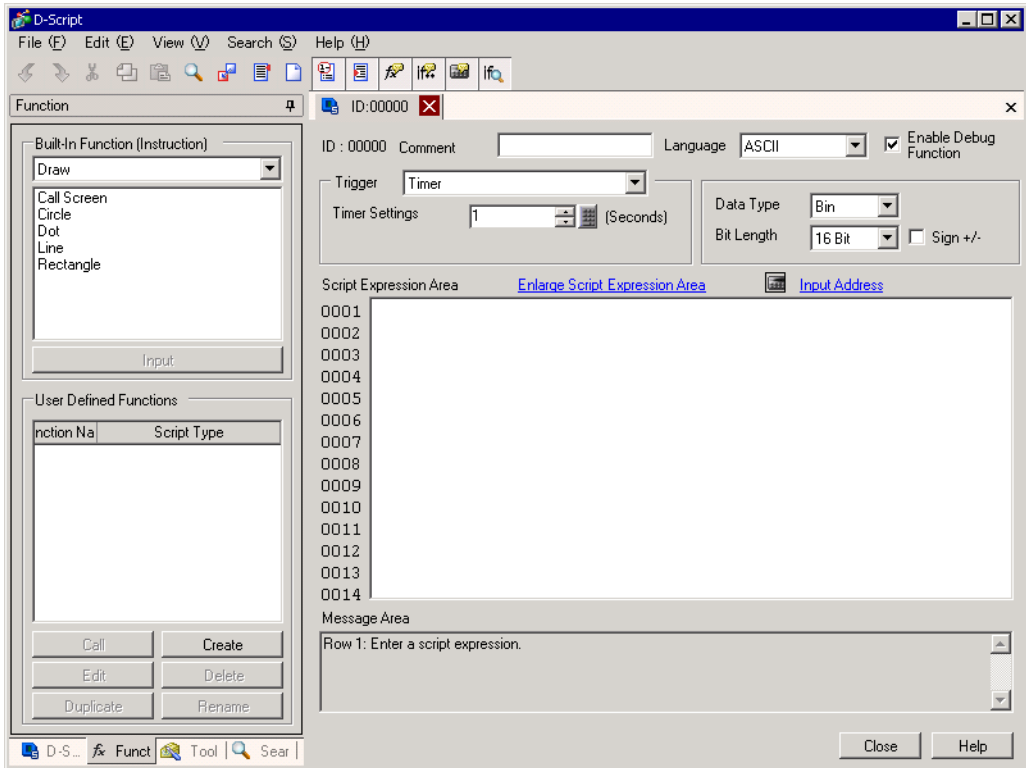 D-Script
File (F) Edit (E) View (V) Search (S) Help (H)
Function
ID:00000
Built-In Function (Instruction)
Draw
Call Screen
Circle
Dot
Line
Rectangle
Input
User Defined Functions
nction Na Script Type
Call Create
Edit Delete
Duplicate Rename
D-S... fx Funct Tool Sear
ID : 00000 Comment Language ASCII Enable Debug
Function
Trigger Timer
Timer Settings 1 (Seconds)
Data Type Bin
Bit Length 16 Bit Sign +/-
Script Expression Area Enlarge Script Expression Area Input Address
0001
0002
0003
0004
0005
0006
0007
0008
0009
0010
0011
0012
0013
0014
Message Area
Row 1: Enter a script expression.
Close Help